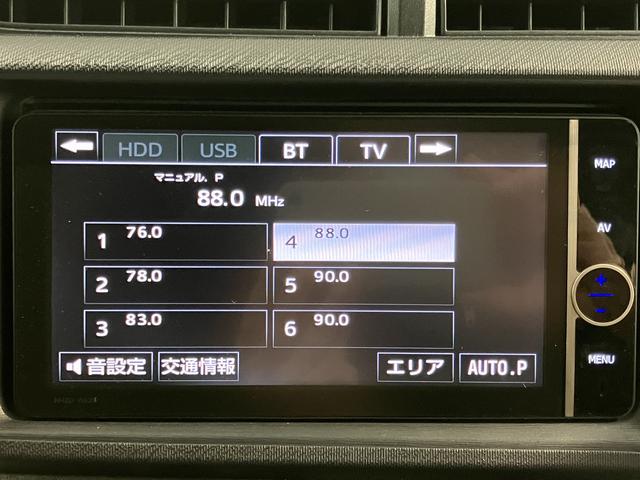 HDD USB BT TV
マニュアル. P
88.0 MHz
1 76.0
4 88.0
2 78.0
5 90.0
3 83.0
6 90.0
音設定 交通情報 エリア AUTO.P
MAP
AV
+
-
MENU